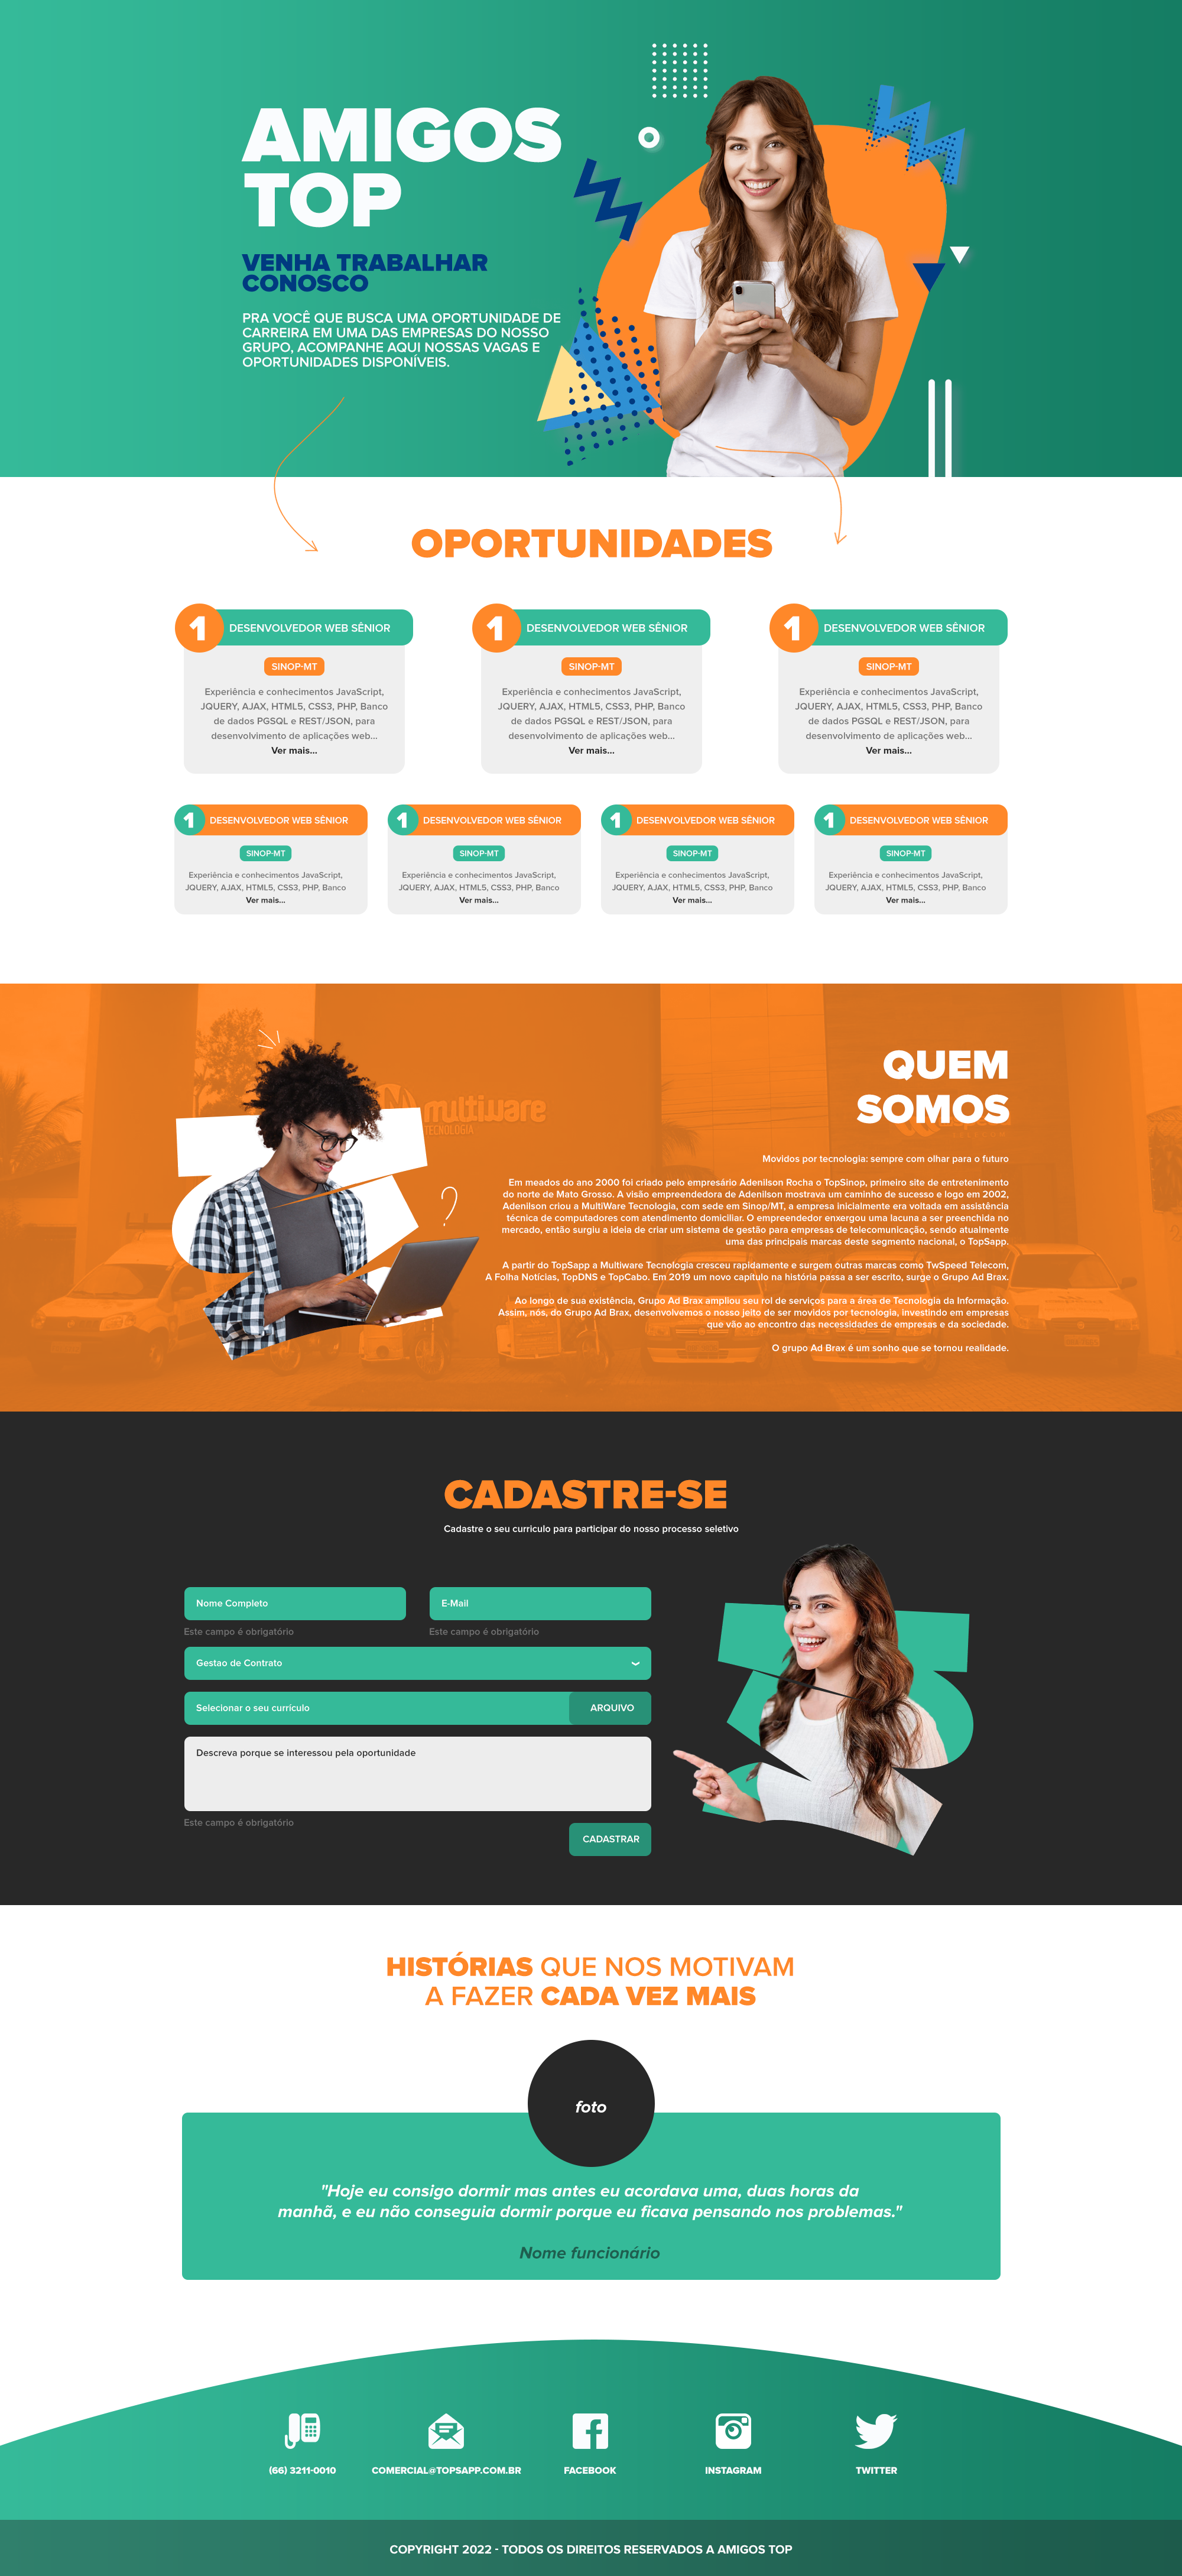 AMIGOS
TOP
VENHA TRABALHAR
CONOSCO
PRA VOCÊ QUE BUSCA UMA OPORTUNIDADE DE
CARREIRA EM UMA DAS EMPRESAS DO NOSSO
GRUPO, ACOMPANHE AQUI NOSSAS VAGAS E
OPORTUNIDADES DISPONÍVEIS.
OPORTUNIDADES
1 DESENVOLVEDOR WEB SÊNIOR
SINOP-MT
Experiência e conhecimentos JavaScript,
JQUERY, AJAX, HTML5, CSS3, PHP, Banco
de dados PGSQL e REST/JSON, para
desenvolvimento de aplicações web...
Ver mais...
1 DESENVOLVEDOR WEB SÊNIOR
SINOP-MT
Experiência e conhecimentos JavaScript,
JQUERY, AJAX, HTML5, CSS3, PHP, Banco
de dados PGSQL e REST/JSON, para
desenvolvimento de aplicações web...
Ver mais...
1 DESENVOLVEDOR WEB SÊNIOR
SINOP-MT
Experiência e conhecimentos JavaScript,
JQUERY, AJAX, HTML5, CSS3, PHP, Banco
de dados PGSQL e REST/JSON, para
desenvolvimento de aplicações web...
Ver mais...
1 DESENVOLVEDOR WEB SÊNIOR
SINOP-MT
Experiência e conhecimentos JavaScript,
JQUERY, AJAX, HTML5, CSS3, PHP, Banco
Ver mais...
1 DESENVOLVEDOR WEB SÊNIOR
SINOP-MT
Experiência e conhecimentos JavaScript,
JQUERY, AJAX, HTML5, CSS3, PHP, Banco
Ver mais...
1 DESENVOLVEDOR WEB SÊNIOR
SINOP-MT
Experiência e conhecimentos JavaScript,
JQUERY, AJAX, HTML5, CSS3, PHP, Banco
Ver mais...
1 DESENVOLVEDOR WEB SÊNIOR
SINOP-MT
Experiência e conhecimentos JavaScript,
JQUERY, AJAX, HTML5, CSS3, PHP, Banco
Ver mais...
multiware
TECNOLOGIA
QUEM
SOMOS
Movidos por tecnologia: sempre com olhar para o futuro
Em meados do ano 2000 foi criado pelo empresário Adenilson Rocha o TopSinop, primeiro site de entretenimento
do norte de Mato Grosso. A visão empreendedora de Adenilson mostrava um caminho de sucesso e logo em 2002,
Adenilson criou a MultiWare Tecnologia, com sede em Sinop/MT, a empresa inicialmente era voltada em assistência
técnica de computadores com atendimento domiciliar. O empreendedor enxergou uma lacuna a ser preenchida no
mercado, então surgiu a ideia de criar um sistema de gestão para empresas de telecomunicação, sendo atualmente
uma das principais marcas deste segmento nacional, o TopSapp.
A partir do TopSapp a Multiware Tecnologia cresceu rapidamente e surgem outras marcas como TwSpeed Telecom,
A Folha Notícias, TopDNS e TopCabo. Em 2019 um novo capítulo na história passa a ser escrito, surge o Grupo Ad Brax.
Ao longo de sua existência, Grupo Ad Brax ampliou seu rol de serviços para a área de Tecnologia da Informação.
Assim, nós, do Grupo Ad Brax, desenvolvemos o nosso jeito de ser movidos por tecnologia, investindo em empresas
que vão ao encontro das necessidades de empresas e da sociedade.
O grupo Ad Brax é um sonho que se tornou realidade.
CADASTRE-SE
Cadastre o seu curriculo para participar do nosso processo seletivo
Nome Completo
E-Mail
Este campo é obrigatório
Este campo é obrigatório
Gestao de Contrato
Selecionar o seu currículo
ARQUIVO
Descreva porque se interessou pela oportunidade
Este campo é obrigatório
CADASTRAR
HISTÓRIAS QUE NOS MOTIVAM
A FAZER CADA VEZ MAIS
foto
"Hoje eu consigo dormir mas antes eu acordava uma, duas horas da
manhã, e eu não conseguia dormir porque eu ficava pensando nos problemas."
Nome funcionário
(66) 3211-0010
COMERCIAL@TOPSAPP.COM.BR
FACEBOOK
INSTAGRAM
TWITTER
COPYRIGHT 2022 - TODOS OS DIREITOS RESERVADOS A AMIGOS TOP